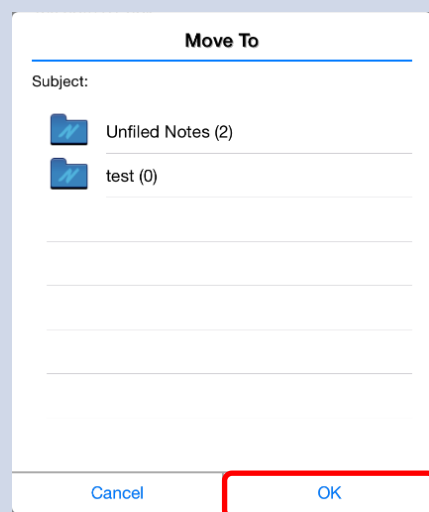 Move To
Subject:
Unfiled Notes (2)
test (0)
Cancel
OK